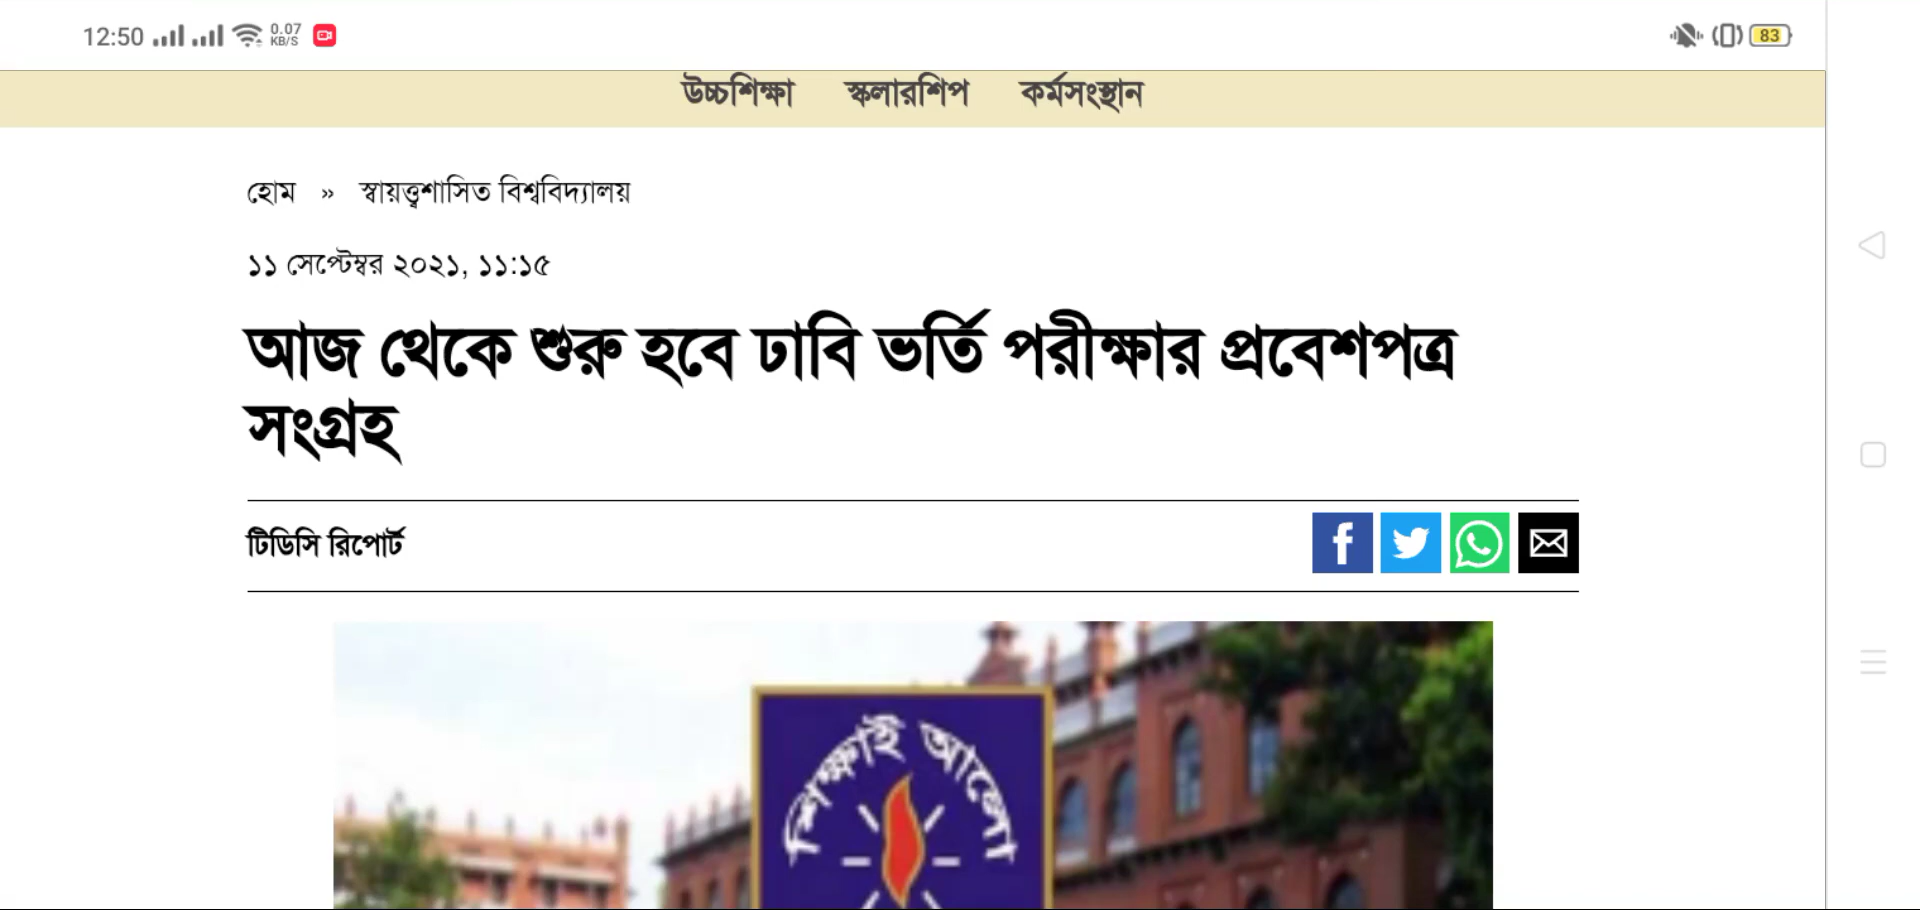 12:50 0.07 KB/S 83
উচ্চশিক্ষা স্কলারশিপ কর্মসংস্থান
হোম » স্বায়ত্ত্বশাসিত বিশ্ববিদ্যালয়
১১ সেপ্টেম্বর ২০২১, ১১:১৫
আজ থেকে শুরু হবে ঢাবি ভর্তি পরীক্ষার প্রবেশপত্র
সংগ্রহ
টিডিসি রিপোর্ট
শিক্ষাই আলো